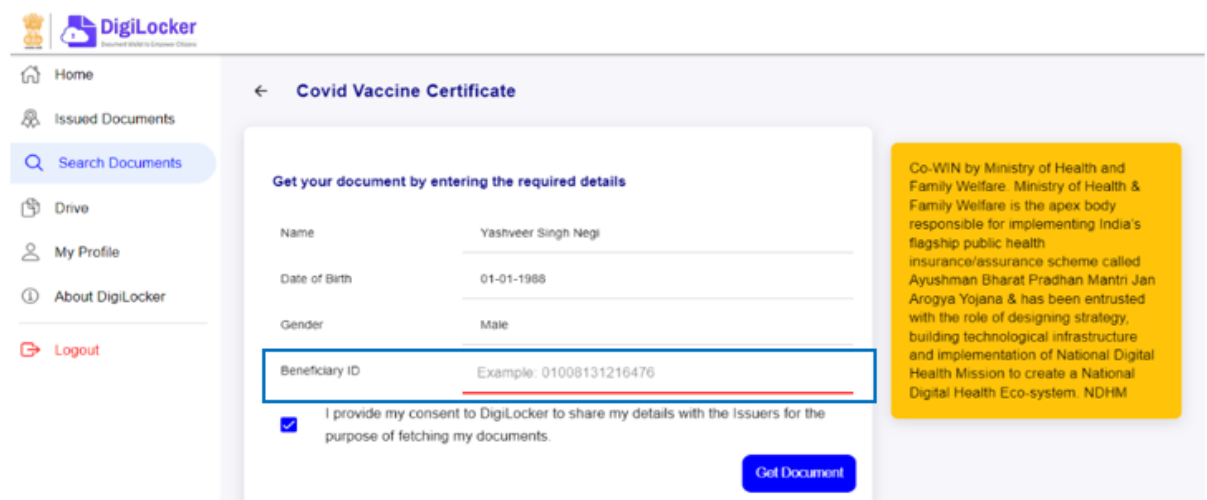 DigiLocker
Document Wallet to Empower Citizens
Home
Issued Documents
Search Documents
Drive
My Profile
About DigiLocker
Logout
← Covid Vaccine Certificate
Get your document by entering the required details
Name Yashveer Singh Negi
Date of Birth 01-01-1988
Gender Male
Beneficiary ID Example: 01008131216476
I provide my consent to DigiLocker to share my details with the Issuers for the
purpose of fetching my documents.
Get Document
Co-WIN by Ministry of Health and
Family Welfare. Ministry of Health &
Family Welfare is the apex body
responsible for implementing India's
flagship public health
insurance/assurance scheme called
Ayushman Bharat Pradhan Mantri Jan
Arogya Yojana & has been entrusted
with the role of designing strategy,
building technological infrastructure
and implementation of National Digital
Health Mission to create a National
Digital Health Eco-system. NDHM